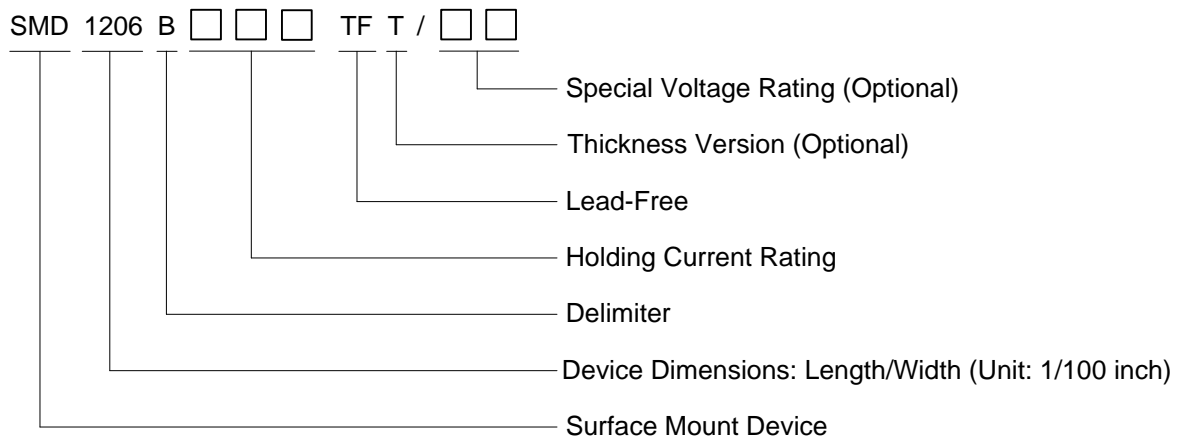 SMD 1206 B □ □ □ TF T / □ □
Special Voltage Rating (Optional)
Thickness Version (Optional)
Lead-Free
Holding Current Rating
Delimiter
Device Dimensions: Length/Width (Unit: 1/100 inch)
Surface Mount Device